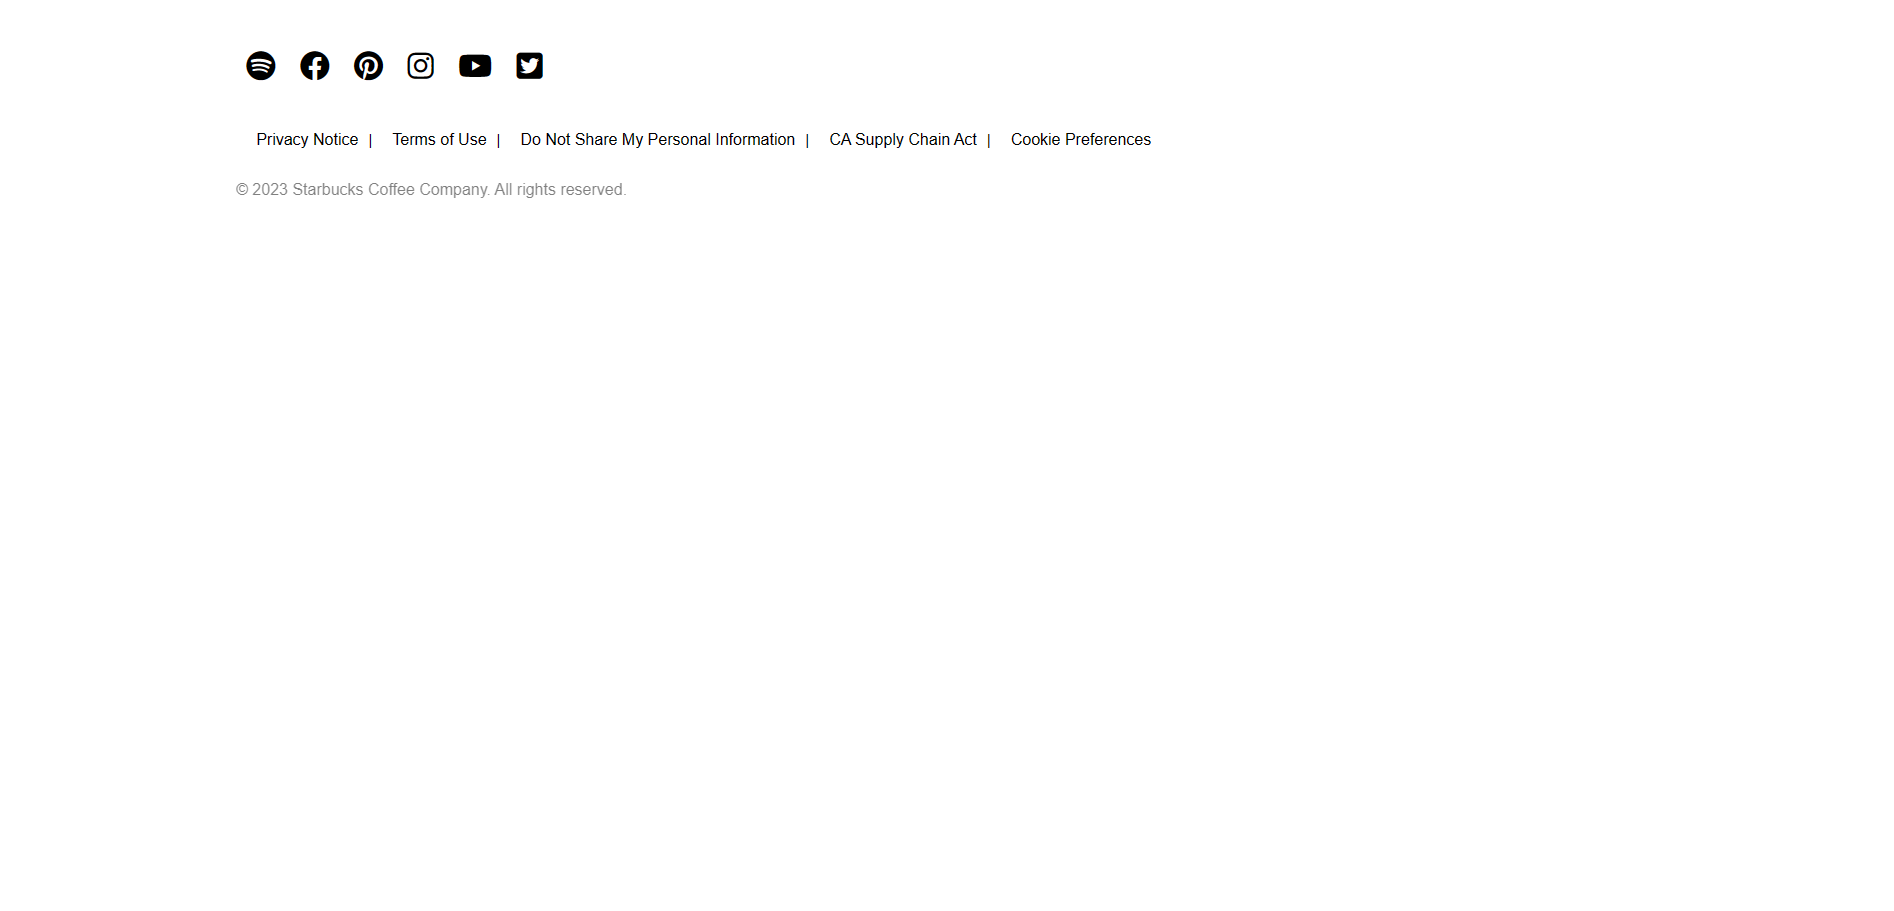 Privacy Notice | Terms of Use | Do Not Share My Personal Information | CA Supply Chain Act | Cookie Preferences
© 2023 Starbucks Coffee Company. All rights reserved.